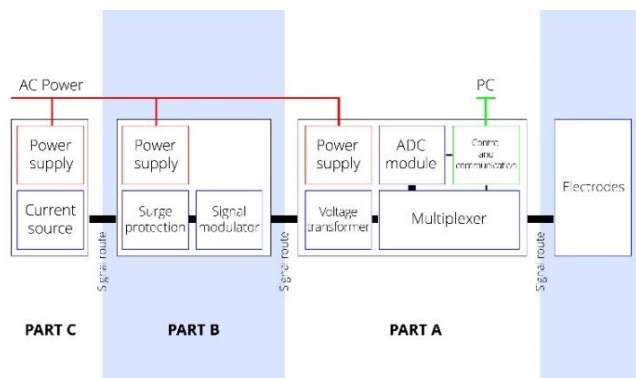 AC Power
PC
Power
supply
Power
supply
Power
supply
ADC
module
Control
and
communication
Current
source
Surge
protection
Signal
modulator
Voltage
transformer
Multiplexer
Electrodes
Signal route
Signal route
Signal route
PART C
PART B
PART A